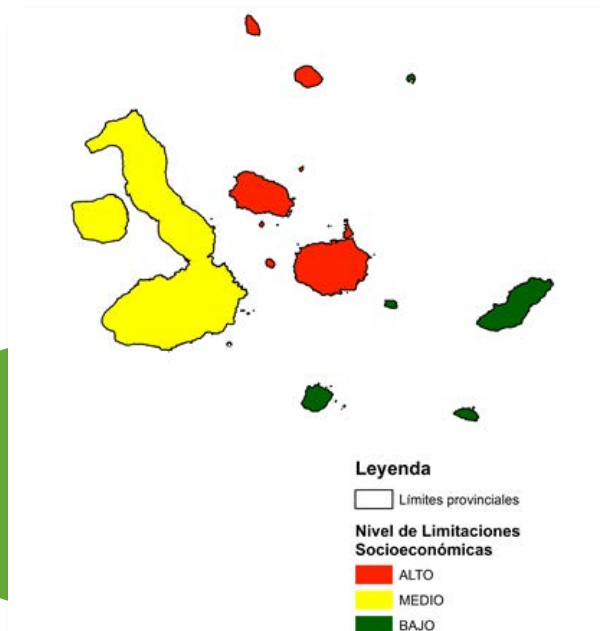 Leyenda
Límites provinciales
Nivel de Limitaciones
Socioeconómicas
ALTO
MEDIO
BAJO